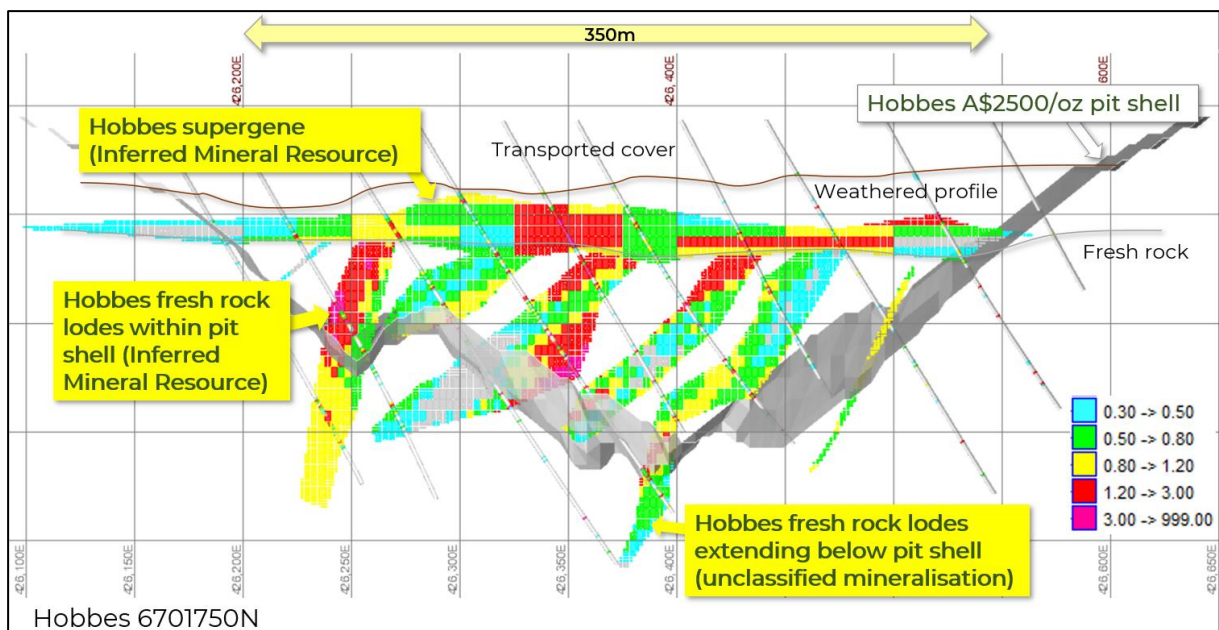 350m
426,200E
426,400E
600E
Hobbes A$2500/oz pit shell
Hobbes supergene
(Inferred Mineral Resource)
Transported cover
Weathered profile
Fresh rock
Hobbes fresh rock
lodes within pit
shell (Inferred
Mineral Resource)
0.30 -> 0.50
0.50 -> 0.80
0.80 -> 1.20
1.20 -> 3.00
3.00 -> 999.00
Hobbes fresh rock lodes
extending below pit shell
(unclassified mineralisation)
426,100E
426,150E
426,200E
426,250E
426,300E
426,350E
426,400E
426,600E
426,650E
Hobbes 6701750N